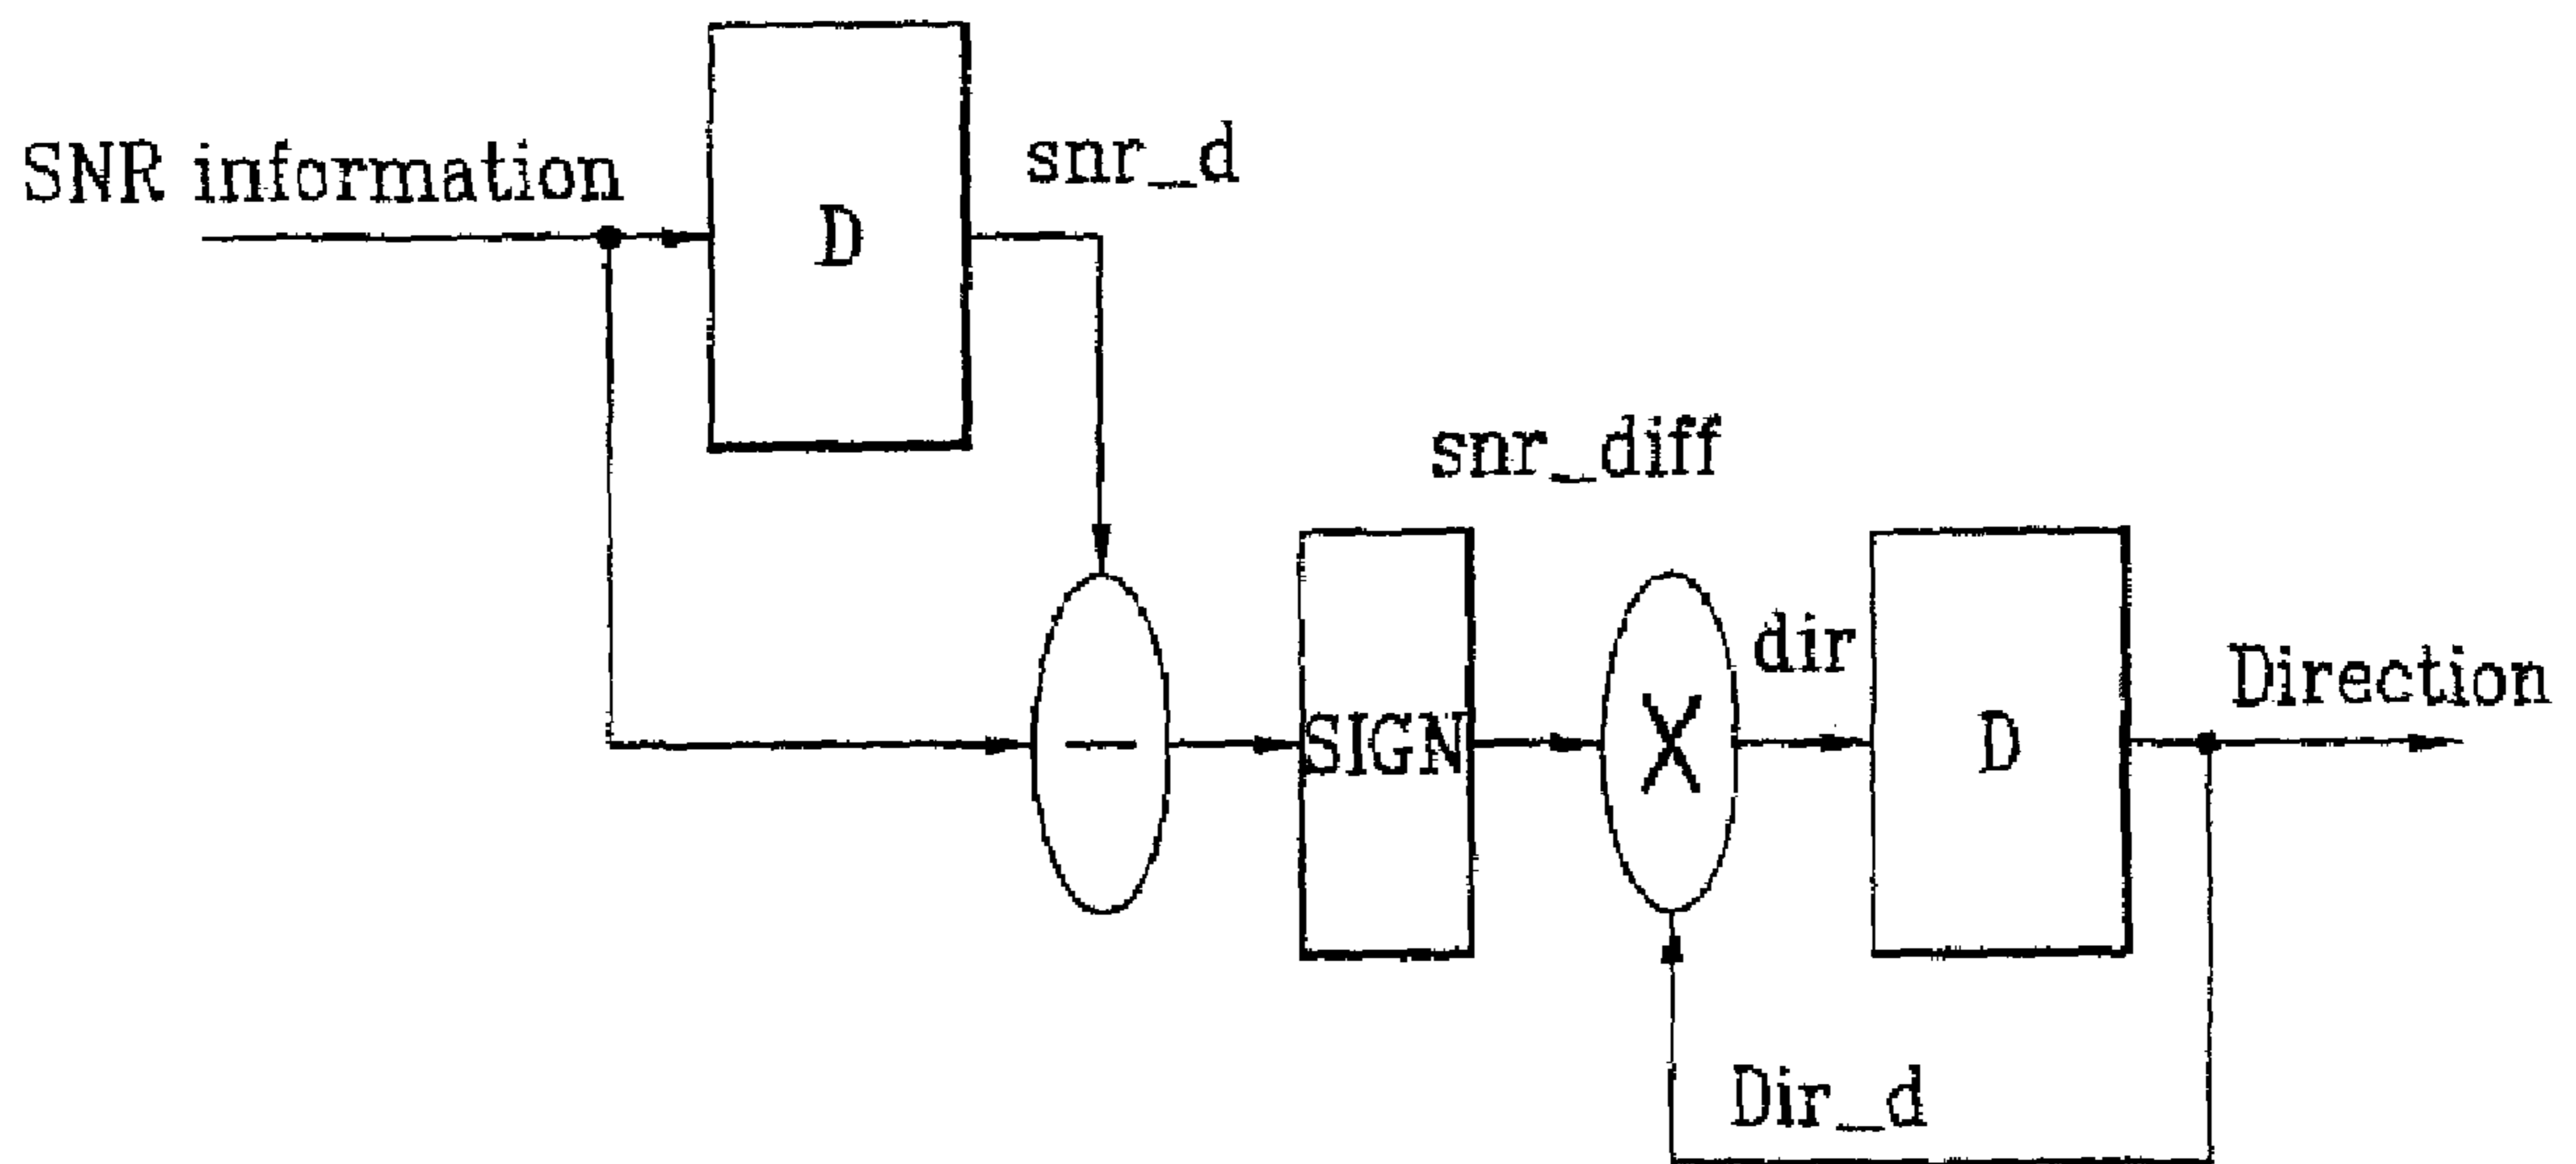 SNR information
D
snr_d
snr_diff
−
SIGN
X
dir
D
Direction
Dir_d